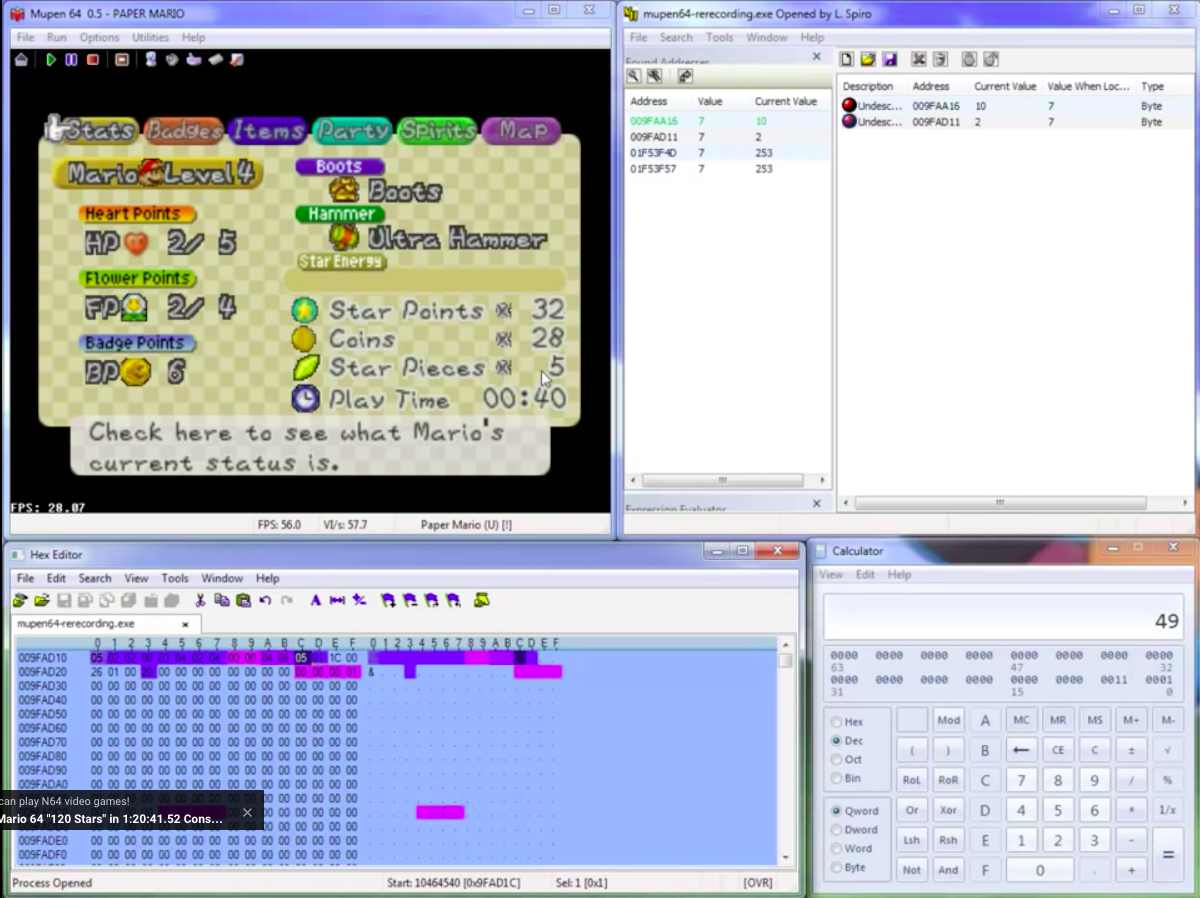 Mupen 64 0.5 - PAPER MARIO
File Run Options Utilities Help
Stats Badges Items Party Spirits Map
Mario Level 4
Heart Points
HP 2/ 5
Flower Points
FP 2/ 4
Badge Points
BP 6
Boots
Boots
Hammer
Ultra Hammer
Star Energy
Star Points 32
Coins 28
Star Pieces 5
Play Time 00:40
Check here to see what Mario's
current status is.
FPS: 28.07
FPS: 56.0 VI/s: 57.7 Paper Mario (U) [!]
mupen64-rerecording.exe Opened by L. Spiro
File Search Tools Window Help
Found Addresses
Address Value Current Value
009FAA16 7 10
009FAD11 7 2
01F53F4D 7 253
01F53F57 7 253
Description Address Current Value Value When Loc... Type
Undesc... 009FAA16 10 7 Byte
Undesc... 009FAD11 2 7 Byte
Expression Evaluator
Hex Editor
File Edit Search View Tools Window Help
mupen64-rerecording.exe
0 1 2 3 4 5 6 7 8 9 A B C D E F 0 1 2 3 4 5 6 7 8 9 A B C D E F
009FAD10 05 02 02 00 03 04 02 04 00 00 04 06 05 01 1C 00
009FAD20 26 01 00 20 00 00 00 00 00 00 00 00 00 00 00 01 &
009FAD30 00 00 00 00 00 00 00 00 00 00 00 00 00 00 00 00
009FAD40 00 00 00 00 00 00 00 00 00 00 00 00 00 00 00 00
009FAD50 00 00 00 00 00 00 00 00 00 00 00 00 00 00 00 00
009FAD60 00 00 00 00 00 00 00 00 00 00 00 00 00 00 00 00
009FAD70 00 00 00 00 00 00 00 00 00 00 00 00 00 00 00 00
009FAD80 00 00 00 00 00 00 00 00 00 00 00 00 00 00 00 00
009FAD90 00 00 00 00 00 00 00 00 00 00 00 00 00 00 00 00
009FADA0 00 00 00 00 00 00 00 00 00 00 00 00 00 00 00 00
can play N64 video games!
Mario 64 "120 Stars" in 1:20:41.52 Cons...
009FADE0 00 00 00 00 00 00 00 00 00 00 00 00 00 00 00 00
009FADF0 00 00 00 00 00 00 00 00 00 00 00 00 00 00 00 00
Process Opened Start: 10464540 [0x9FAD1C] Sel: 1 [0x1] [OVR]
Calculator
View Edit Help
49
0000 0000 0000 0000 0000 0000 0000 0000
63 47 32
0000 0000 0000 0000 0000 0000 0011 0001
31 15 0
Hex Mod A MC MR MS M+ M-
Dec
Oct ( ) B ← CE C ± √
Bin
RoL RoR C 7 8 9 / %
Qword Or Xor D 4 5 6 * 1/x
Dword
Word Lsh Rsh E 1 2 3 - =
Byte Not And F 0 . +